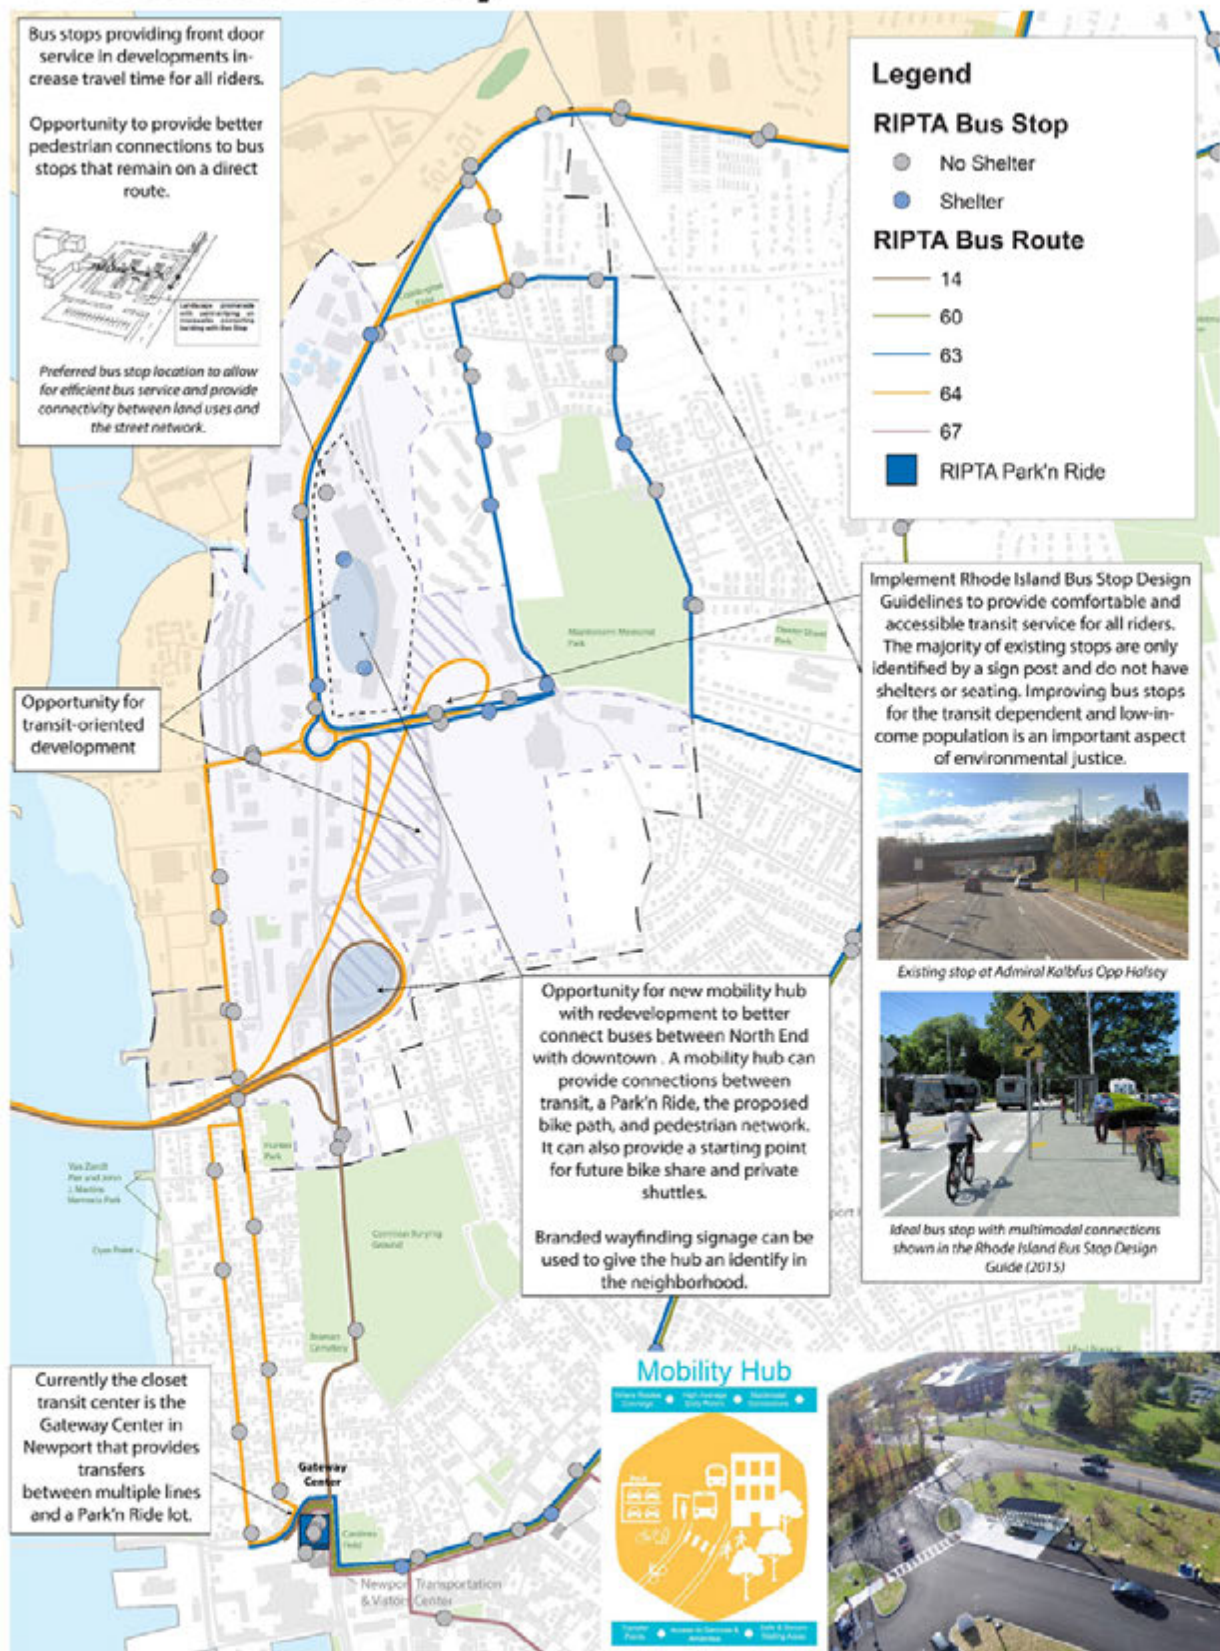 Bus stops providing front door
service in developments in-
crease travel time for all riders.
Opportunity to provide better
pedestrian connections to bus
stops that remain on a direct
route.
Preferred bus stop location to allow
for efficient bus service and provide
connectivity between land uses and
the street network.
Legend
RIPTA Bus Stop
No Shelter
Shelter
RIPTA Bus Route
14
60
63
64
67
RIPTA Park'n Ride
Implement Rhode Island Bus Stop Design
Guidelines to provide comfortable and
accessible transit service for all riders.
The majority of existing stops are only
identified by a sign post and do not have
shelters or seating. Improving bus stops
for the transit dependent and low-in-
come population is an important aspect
of environmental justice.
Existing stop at Admiral Kalbfus Opp Halsey
Ideal bus stop with multimodal connections
shown in the Rhode Island Bus Stop Design
Guide (2015)
Opportunity for
transit-oriented
development
Opportunity for new mobility hub
with redevelopment to better
connect buses between North End
with downtown . A mobility hub can
provide connections between
transit, a Park'n Ride, the proposed
bike path, and pedestrian network.
It can also provide a starting point
for future bike share and private
shuttles.
Branded wayfinding signage can be
used to give the hub an identify in
the neighborhood.
Park
Common Burying
Ground
Cemetery
Currently the closet
transit center is the
Gateway Center in
Newport that provides
transfers
between multiple lines
and a Park'n Ride lot.
Gateway
Center
Newport Transportation
& Visitors Center
Mobility Hub